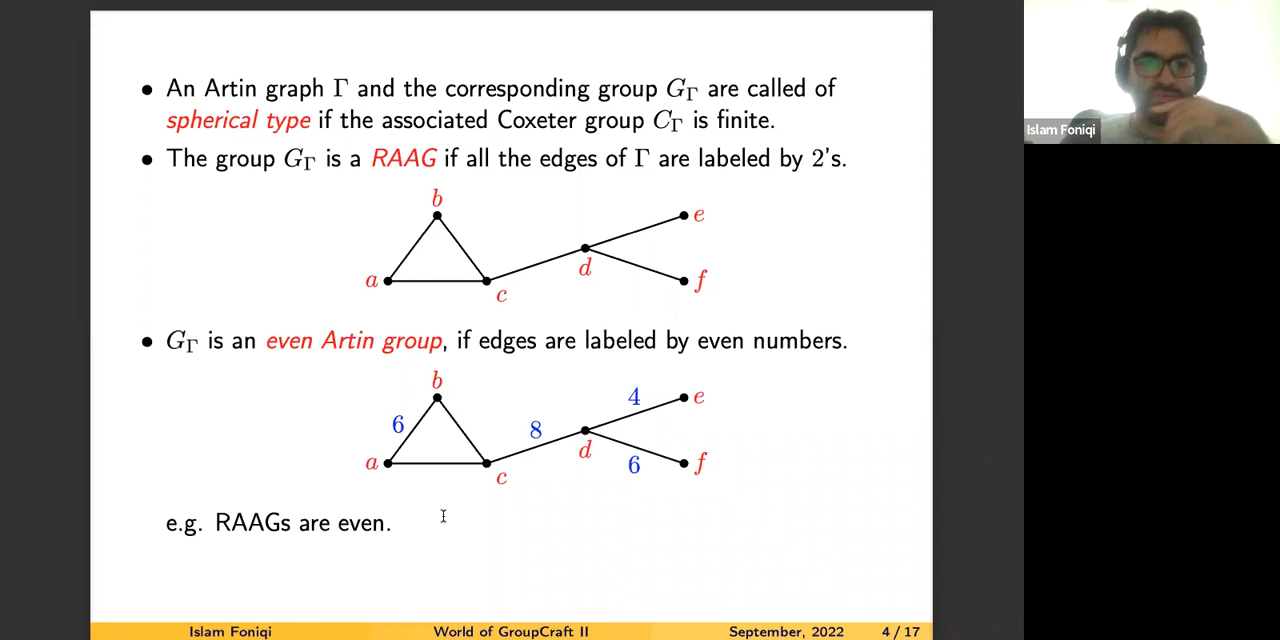 • An Artin graph Γ and the corresponding group G_Γ are called of
spherical type if the associated Coxeter group C_Γ is finite.
• The group G_Γ is a RAAG if all the edges of Γ are labeled by 2's.
b
e
a
c
d
f
• G_Γ is an even Artin group, if edges are labeled by even numbers.
b
4
e
6
8
a
c
d
6
f
e.g. RAAGs are even.
Islam Foniqi World of GroupCraft II September, 2022 4 / 17
Islam Foniqi